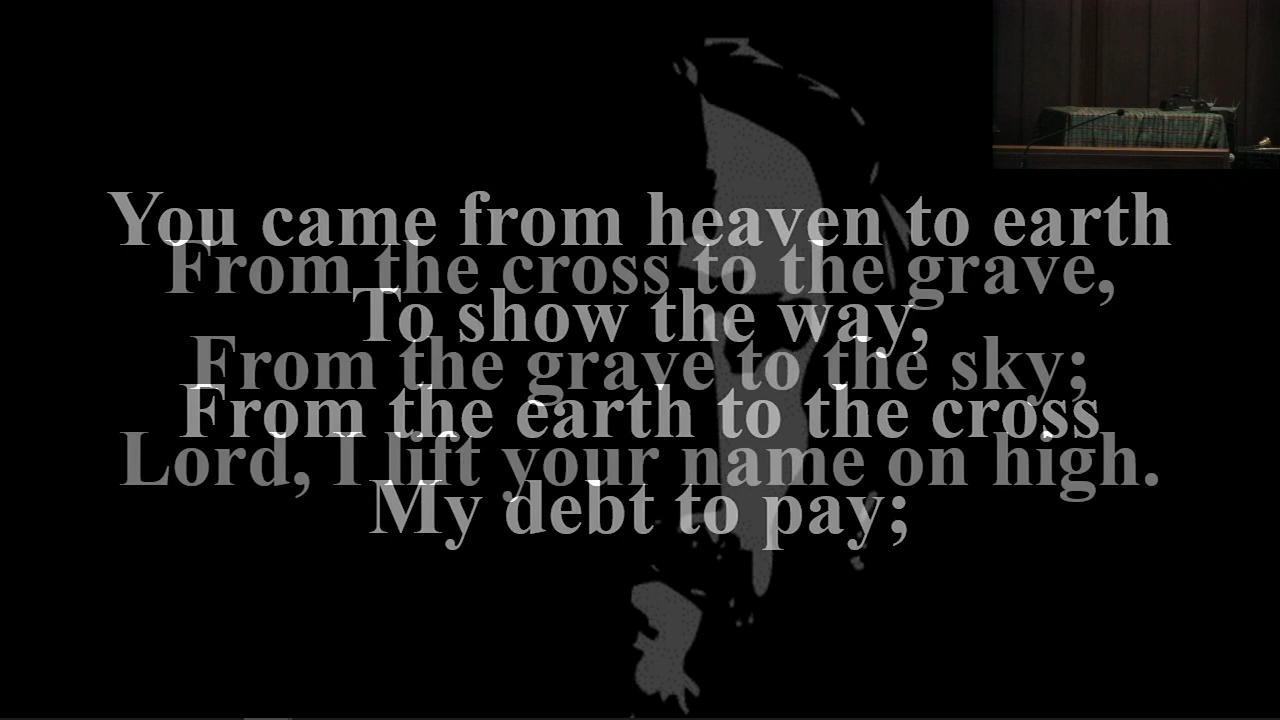 You came from heaven to earth
From the cross to the grave,
To show the way,
From the grave to the sky;
From the earth to the cross
Lord, I lift your name on high.
My debt to pay;